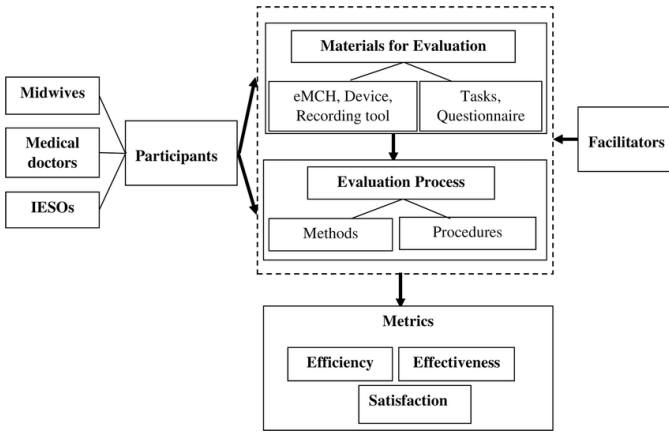 Materials for Evaluation
eMCH, Device,
Recording tool
Tasks,
Questionnaire
Midwives
Medical
doctors
IESOs
Participants
Facilitators
Evaluation Process
Methods
Procedures
Metrics
Efficiency
Effectiveness
Satisfaction